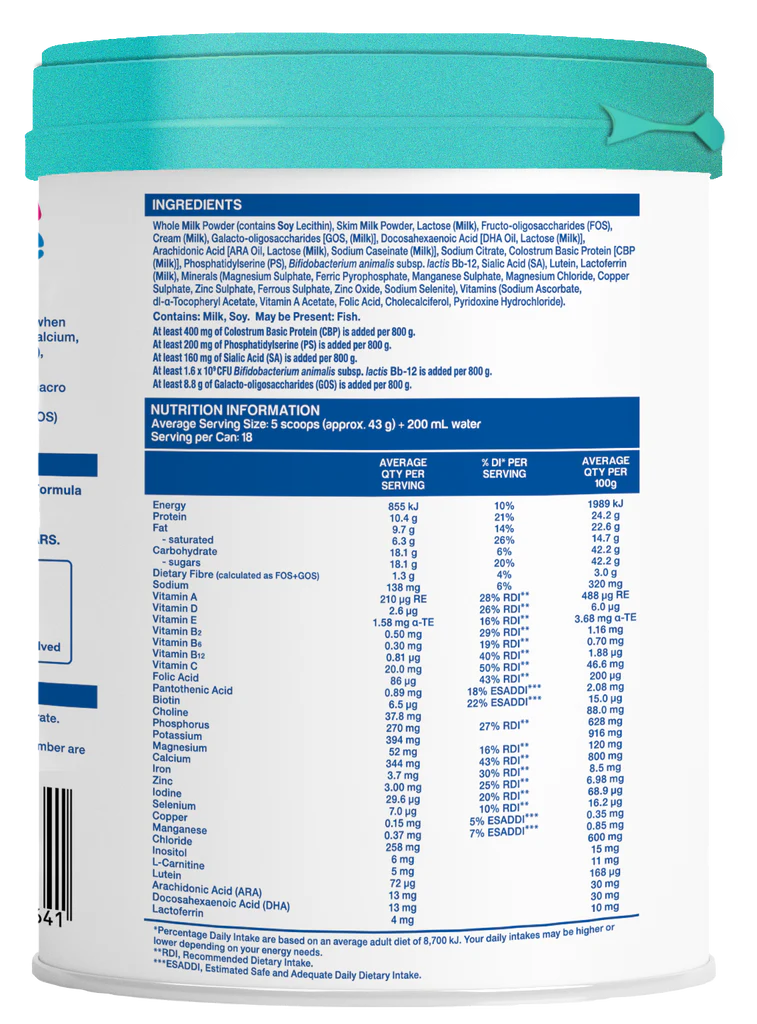 when
alcium,
),
acro
OS)
ormula
RS.
lved
rate.
mber are
641
INGREDIENTS
Whole Milk Powder (contains Soy Lecithin), Skim Milk Powder, Lactose (Milk), Fructo-oligosaccharides (FOS),
Cream (Milk), Galacto-oligosaccharides [GOS, (Milk)], Docosahexaenoic Acid [DHA Oil, Lactose (Milk)],
Arachidonic Acid [ARA Oil, Lactose (Milk), Sodium Caseinate (Milk)], Sodium Citrate, Colostrum Basic Protein [CBP
(Milk)], Phosphatidylserine (PS), Bifidobacterium animalis subsp. lactis Bb-12, Sialic Acid (SA), Lutein, Lactoferrin
(Milk), Minerals (Magnesium Sulphate, Ferric Pyrophosphate, Manganese Sulphate, Magnesium Chloride, Copper
Sulphate, Zinc Sulphate, Ferrous Sulphate, Zinc Oxide, Sodium Selenite), Vitamins (Sodium Ascorbate,
dl-α-Tocopheryl Acetate, Vitamin A Acetate, Folic Acid, Cholecalciferol, Pyridoxine Hydrochloride).
Contains: Milk, Soy. May be Present: Fish.
At least 400 mg of Colostrum Basic Protein (CBP) is added per 800 g.
At least 200 mg of Phosphatidylserine (PS) is added per 800 g.
At least 160 mg of Sialic Acid (SA) is added per 800 g.
At least 1.6 x 10⁹ CFU Bifidobacterium animalis subsp. lactis Bb-12 is added per 800 g.
At least 8.8 g of Galacto-oligosaccharides (GOS) is added per 800 g.
NUTRITION INFORMATION
Average Serving Size: 5 scoops (approx. 43 g) + 200 mL water
Serving per Can: 18
AVERAGE QTY PER SERVING % DI* PER SERVING AVERAGE QTY PER 100g
Energy 855 kJ 10% 1989 kJ
Protein 10.4 g 21% 24.2 g
Fat 9.7 g 14% 22.6 g
- saturated 6.3 g 26% 14.7 g
Carbohydrate 18.1 g 6% 42.2 g
- sugars 18.1 g 20% 42.2 g
Dietary Fibre (calculated as FOS+GOS) 1.3 g 4% 3.0 g
Sodium 138 mg 6% 320 mg
Vitamin A 210 µg RE 28% RDI** 488 µg RE
Vitamin D 2.6 µg 26% RDI** 6.0 µg
Vitamin E 1.58 mg α-TE 16% RDI** 3.68 mg α-TE
Vitamin B2 0.50 mg 29% RDI** 1.16 mg
Vitamin B6 0.30 mg 19% RDI** 0.70 mg
Vitamin B12 0.81 µg 40% RDI** 1.88 µg
Vitamin C 20.0 mg 50% RDI** 46.6 mg
Folic Acid 86 µg 43% RDI** 200 µg
Pantothenic Acid 0.89 mg 18% ESADDI*** 2.08 mg
Biotin 6.5 µg 22% ESADDI*** 15.0 µg
Choline 37.8 mg 88.0 mg
Phosphorus 270 mg 27% RDI** 628 mg
Potassium 394 mg 916 mg
Magnesium 52 mg 16% RDI** 120 mg
Calcium 344 mg 43% RDI** 800 mg
Iron 3.7 mg 30% RDI** 8.5 mg
Zinc 3.00 mg 25% RDI** 6.98 mg
Iodine 29.6 µg 20% RDI** 68.9 µg
Selenium 7.0 µg 10% RDI** 16.2 µg
Copper 0.15 mg 5% ESADDI*** 0.35 mg
Manganese 0.37 mg 7% ESADDI*** 0.85 mg
Chloride 258 mg 600 mg
Inositol 6 mg 15 mg
L-Carnitine 5 mg 11 mg
Lutein 72 µg 168 µg
Arachidonic Acid (ARA) 13 mg 30 mg
Docosahexaenoic Acid (DHA) 13 mg 30 mg
Lactoferrin 4 mg 10 mg
*Percentage Daily Intake are based on an average adult diet of 8,700 kJ. Your daily intakes may be higher or
lower depending on your energy needs.
**RDI, Recommended Dietary Intake.
***ESADDI, Estimated Safe and Adequate Daily Dietary Intake.